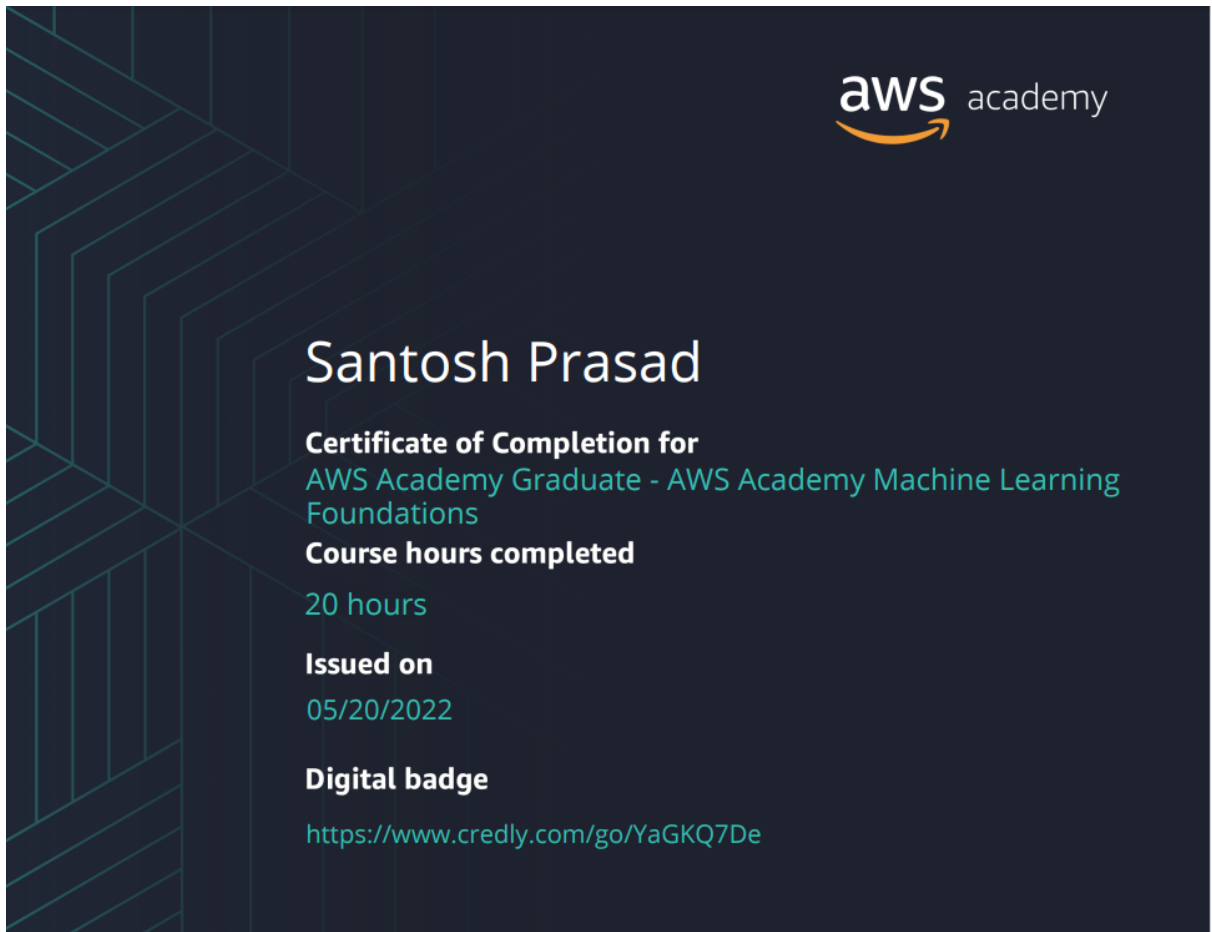 aws academy
Santosh Prasad
Certificate of Completion for
AWS Academy Graduate - AWS Academy Machine Learning
Foundations
Course hours completed
20 hours
Issued on
05/20/2022
Digital badge
https://www.credly.com/go/YaGKQ7De